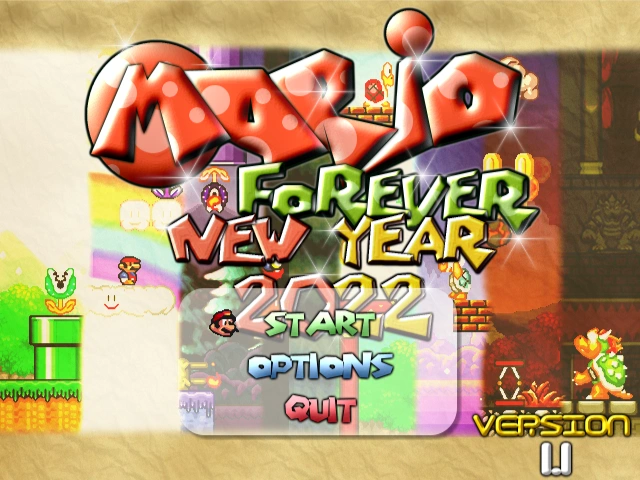 MARIO
FOREVER
NEW YEAR
2022
START
OPTIONS
QUIT
VERSION
1.1